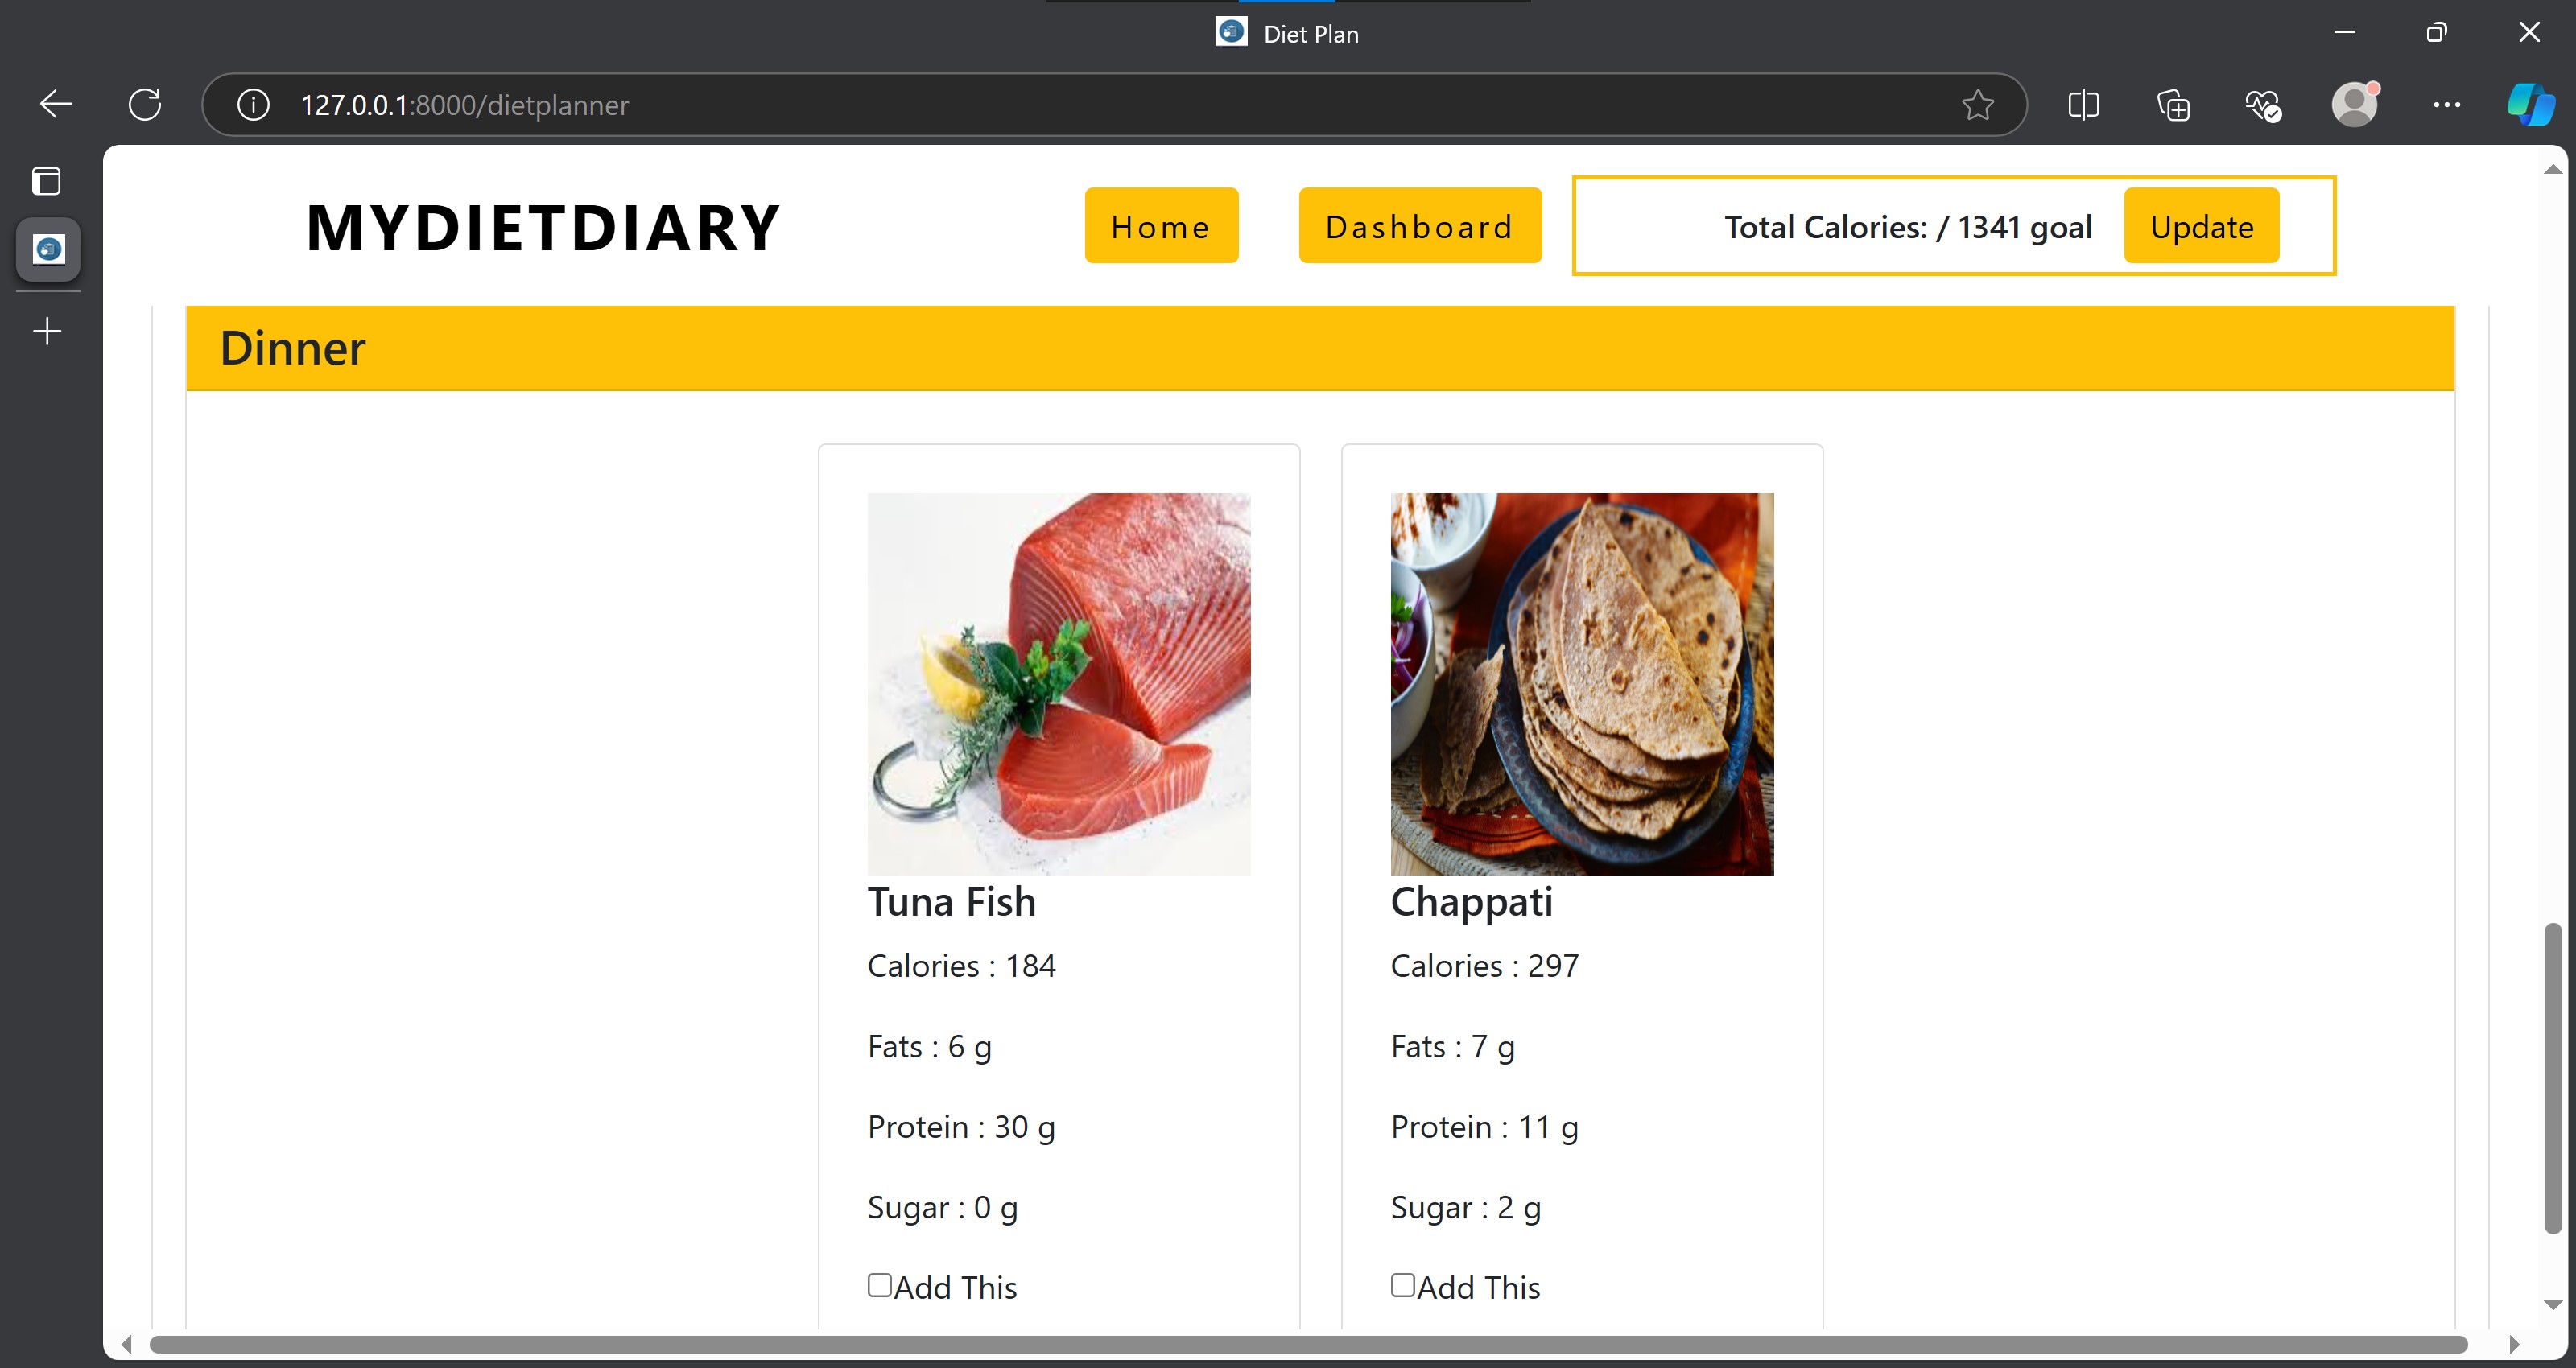 Diet Plan
127.0.0.1:8000/dietplanner
MYDIETDIARY
Home
Dashboard
Total Calories: / 1341 goal
Update
Dinner
Tuna Fish
Calories : 184
Fats : 6 g
Protein : 30 g
Sugar : 0 g
Add This
Chappati
Calories : 297
Fats : 7 g
Protein : 11 g
Sugar : 2 g
Add This